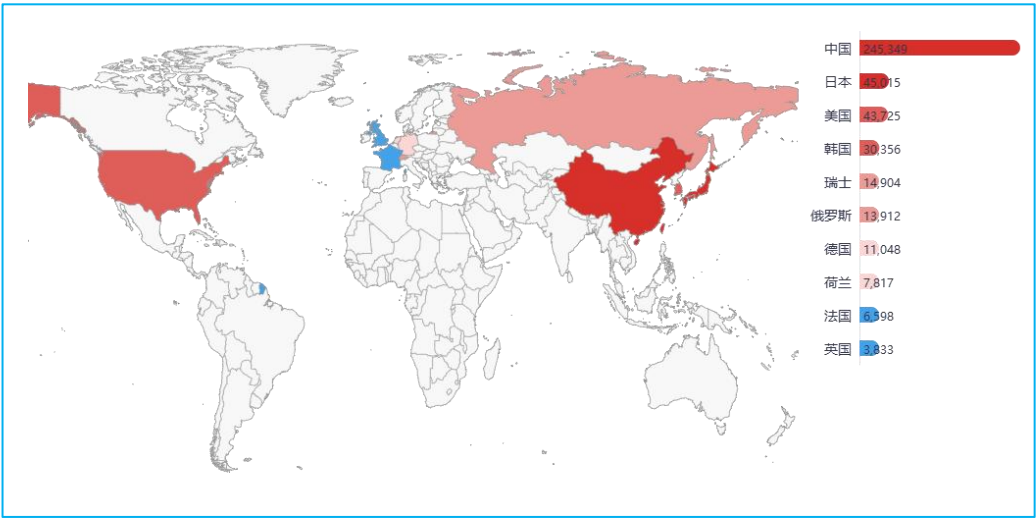 中国 245,349
日本 45,015
美国 43,725
韩国 30,356
瑞士 14,904
俄罗斯 13,912
德国 11,048
荷兰 7,817
法国 6,598
英国 3,833